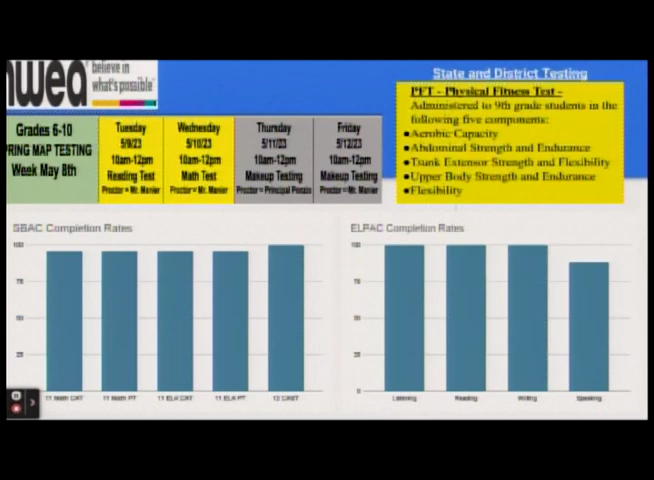 nwea
believe in
what's possible
State and District Testing
PFT - Physical Fitness Test -
Administered to 9th grade students in the
following five components:
●Aerobic Capacity
●Abdominal Strength and Endurance
●Trunk Extensor Strength and Flexibility
●Upper Body Strength and Endurance
●Flexibility
Grades 6-10
RING MAP TESTING
Week May 8th
Tuesday
5/9/23
10am-12pm
Reading Test
Proctor = Mr. Manier
Wednesday
5/10/23
10am-12pm
Math Test
Proctor = Mr. Manier
Thursday
5/11/23
10am-12pm
Makeup Testing
Proctor = Principal
Friday
5/12/23
10am-12pm
Makeup Testing
Proctor = Mr. Manier
SBAC Completion Rates
100
75
50
25
11 Math CAT
11 Math PT
11 ELA CAT
11 ELA PT
12 CAST
ELPAC Completion Rates
100
75
50
25
0
Listening
Reading
Writing
Speaking